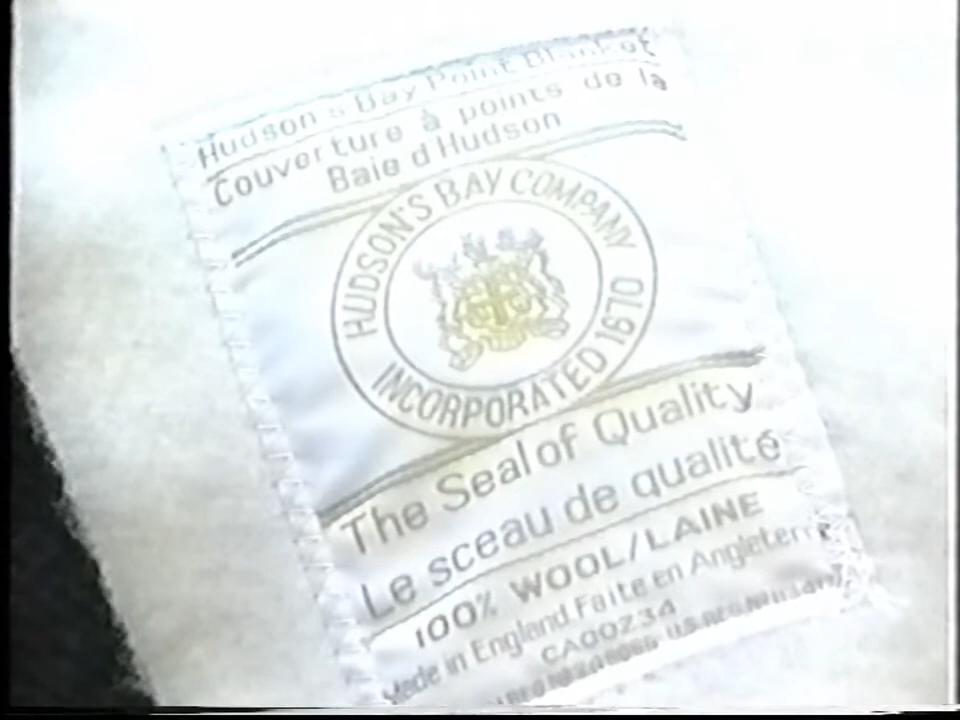 Hudson's Bay Point Blanket
Couverture à points de la
Baie d'Hudson
HUDSON'S BAY COMPANY
INCORPORATED 1670
The Seal of Quality
Le sceau de qualité
100% WOOL/LAINE
Made in England Faite en Angleterre
CA00234